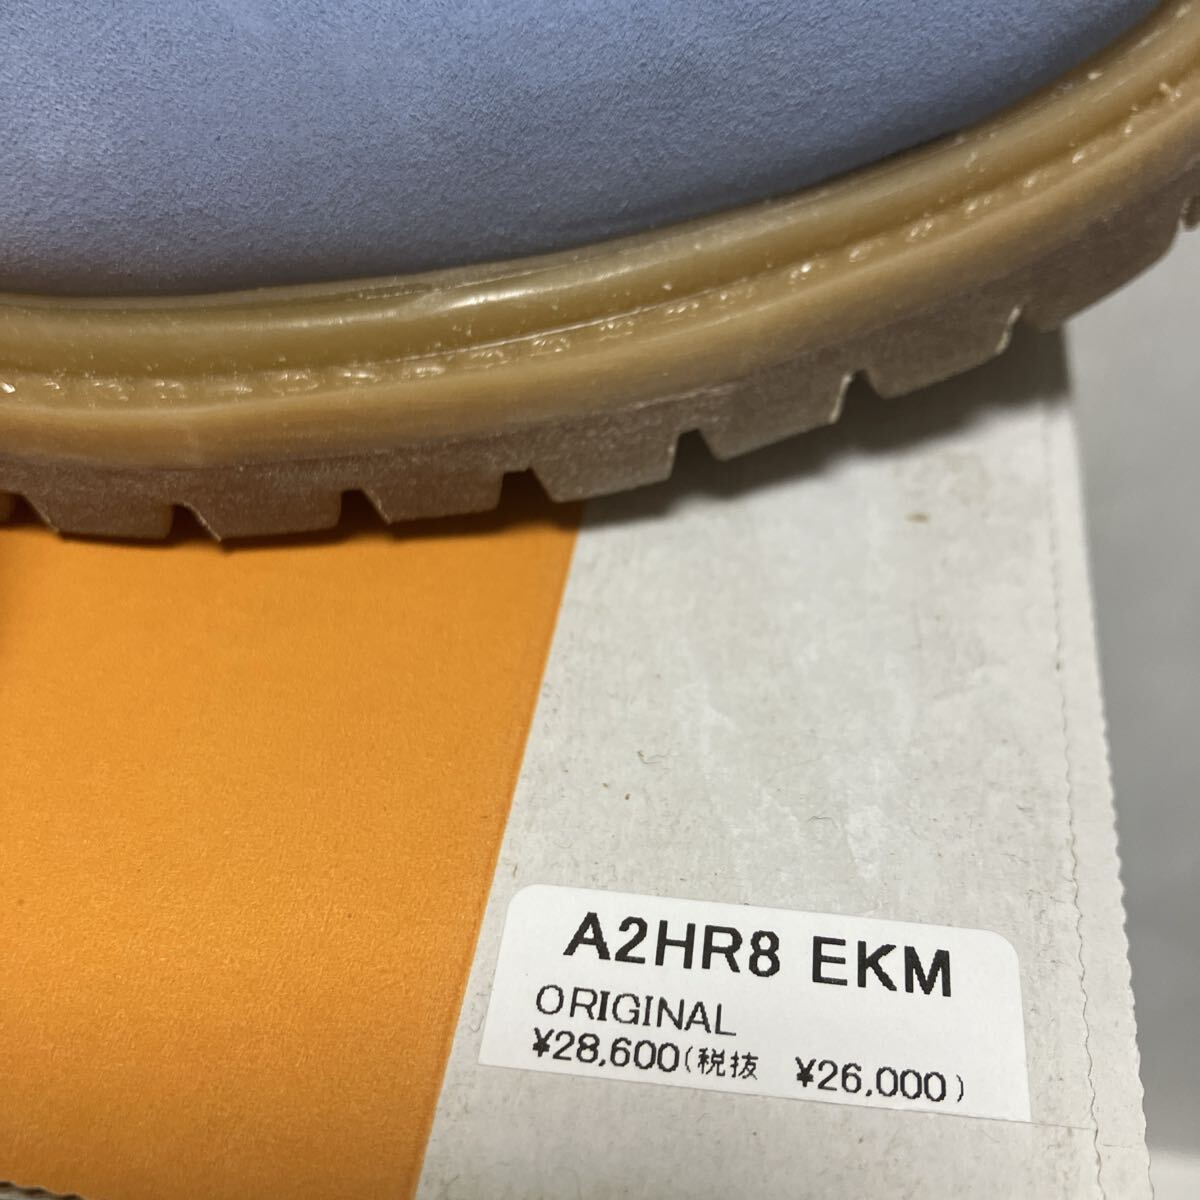 A2HR8 EKM
ORIGINAL
¥28,600(税抜 ¥26,000)